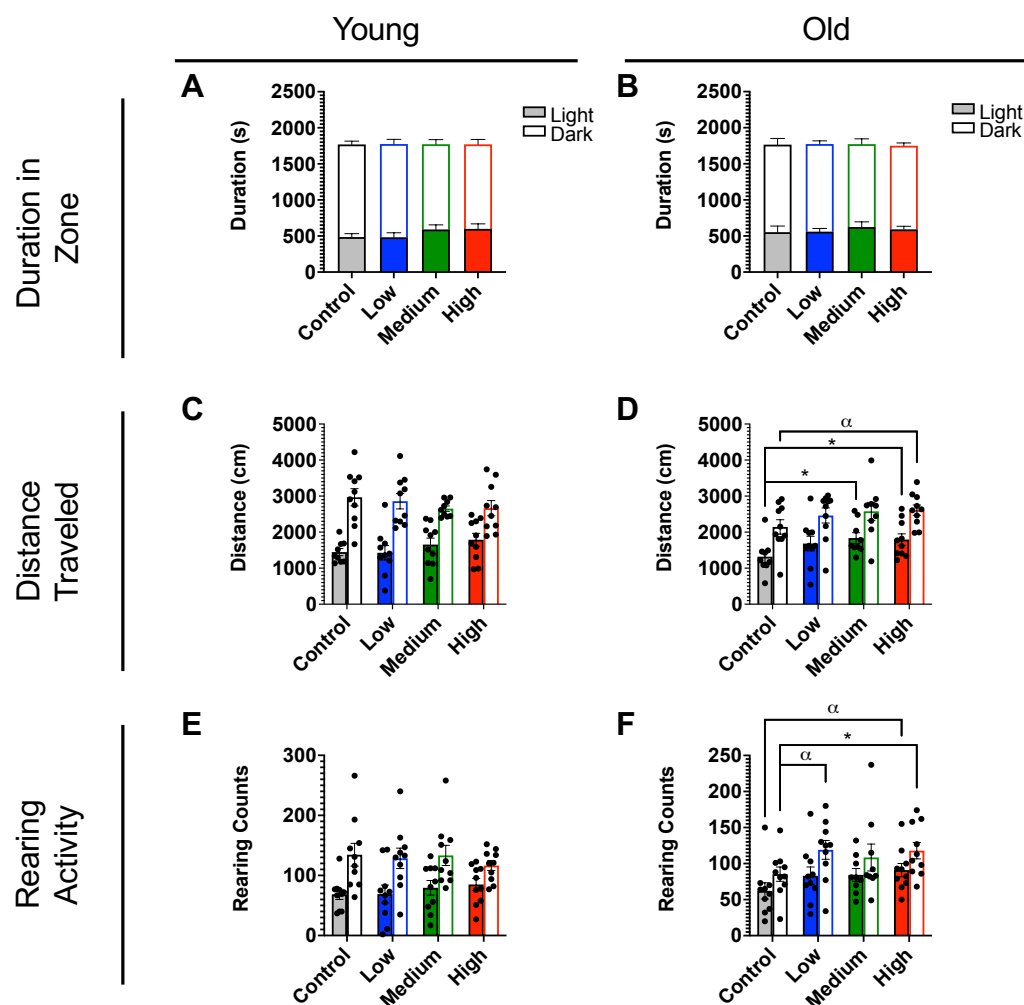 Young
Old
Duration in
Zone
A
Duration (s)
2500
2000
1500
1000
500
0
Light
Dark
Control
Low
Medium
High
B
Duration (s)
2500
2000
1500
1000
500
0
Light
Dark
Control
Low
Medium
High
Distance
Traveled
C
Distance (cm)
5000
4000
3000
2000
1000
0
Control
Low
Medium
High
D
Distance (cm)
5000
4000
3000
2000
1000
0
α
*
*
Control
Low
Medium
High
Rearing
Activity
E
Rearing Counts
300
200
100
0
Control
Low
Medium
High
F
Rearing Counts
250
200
150
100
50
0
α
*
α
Control
Low
Medium
High